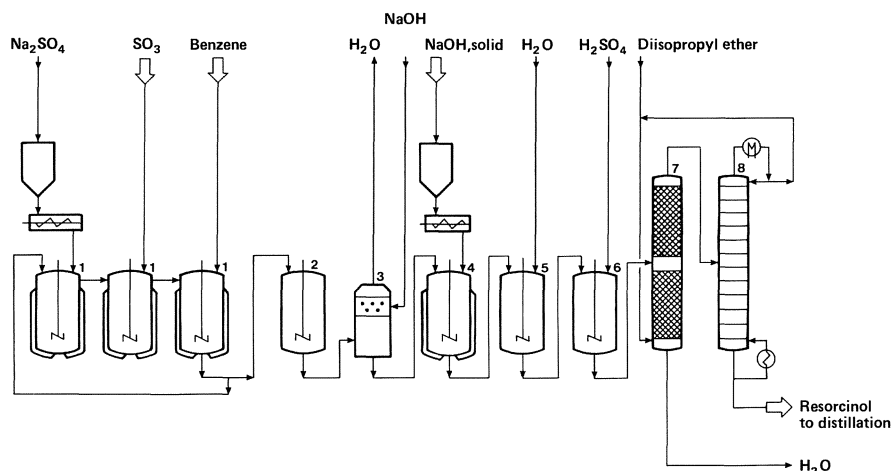 NaOH
Na₂SO₄ SO₃ Benzene H₂O NaOH,solid H₂O H₂SO₄ Diisopropyl ether
M 7 8
1 1 1 2 3 4 5 6
Resorcinol
to distillation
H₂O